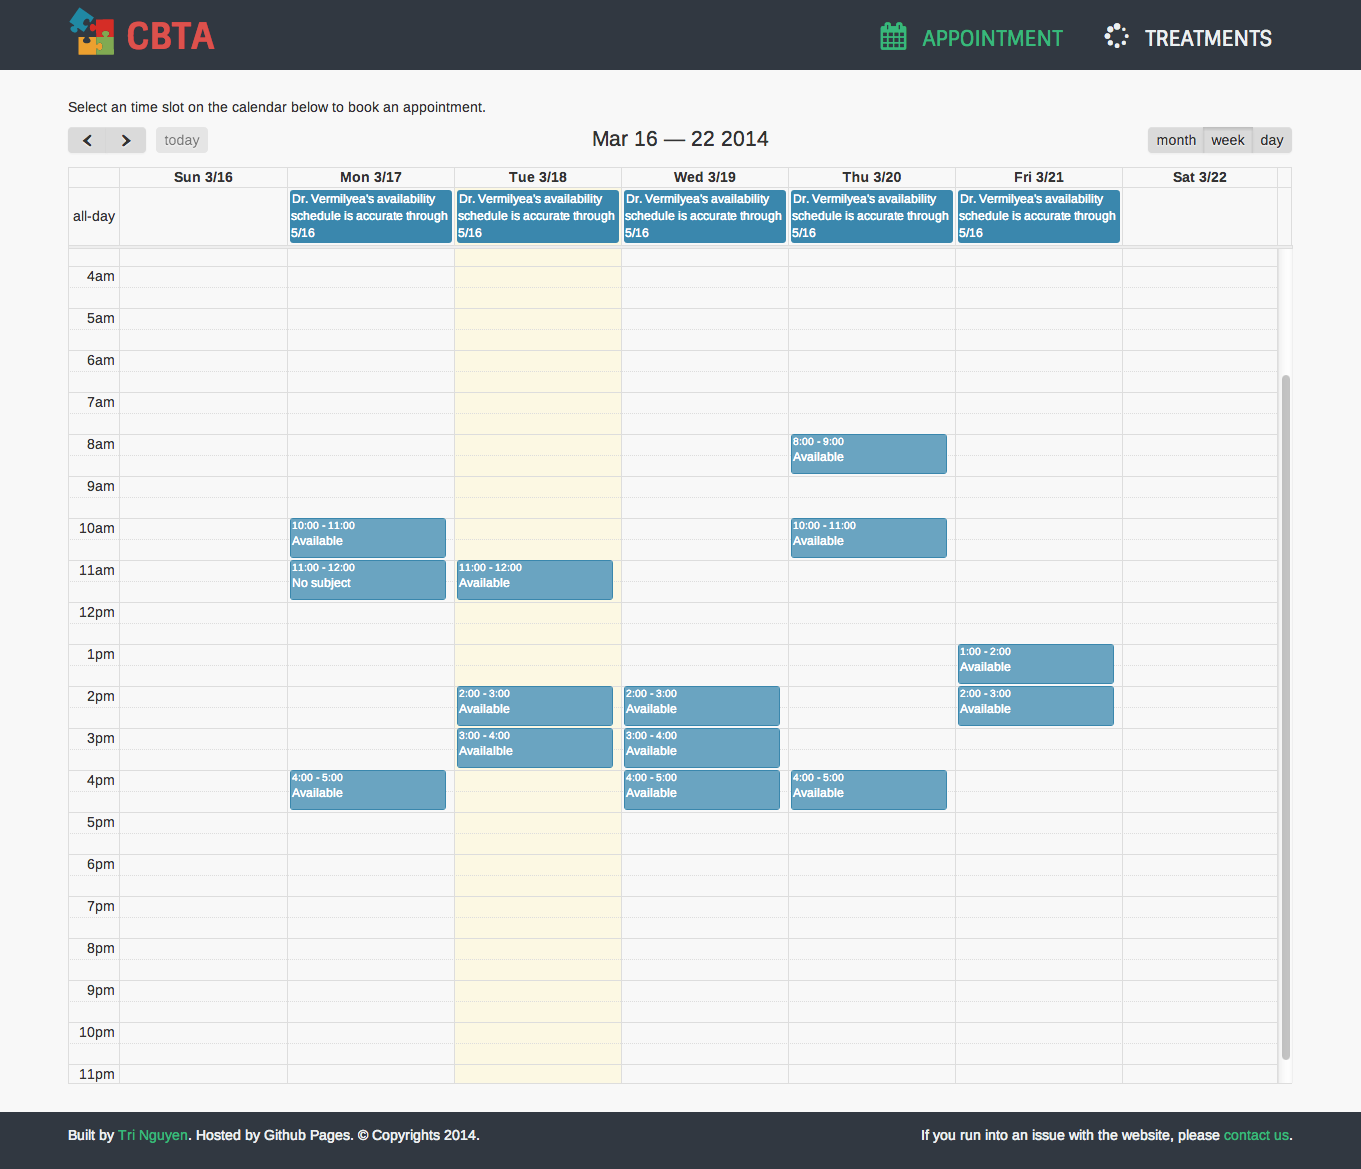 CBTA
APPOINTMENT
TREATMENTS
Select an time slot on the calendar below to book an appointment.
today
Mar 16 — 22 2014
month week day
Sun 3/16 Mon 3/17 Tue 3/18 Wed 3/19 Thu 3/20 Fri 3/21 Sat 3/22
all-day
Dr. Vermilyea's availability
schedule is accurate through
5/16
Dr. Vermilyea's availability
schedule is accurate through
5/16
Dr. Vermilyea's availability
schedule is accurate through
5/16
Dr. Vermilyea's availability
schedule is accurate through
5/16
Dr. Vermilyea's availability
schedule is accurate through
5/16
4am
5am
6am
7am
8am
8:00 - 9:00
Available
9am
10am
10:00 - 11:00
Available
10:00 - 11:00
Available
11am
11:00 - 12:00
No subject
11:00 - 12:00
Available
12pm
1pm
1:00 - 2:00
Available
2pm
2:00 - 3:00
Available
2:00 - 3:00
Available
2:00 - 3:00
Available
3pm
3:00 - 4:00
Availalble
3:00 - 4:00
Available
4pm
4:00 - 5:00
Available
4:00 - 5:00
Available
4:00 - 5:00
Available
5pm
6pm
7pm
8pm
9pm
10pm
11pm
Built by Tri Nguyen. Hosted by Github Pages. © Copyrights 2014.
If you run into an issue with the website, please contact us.